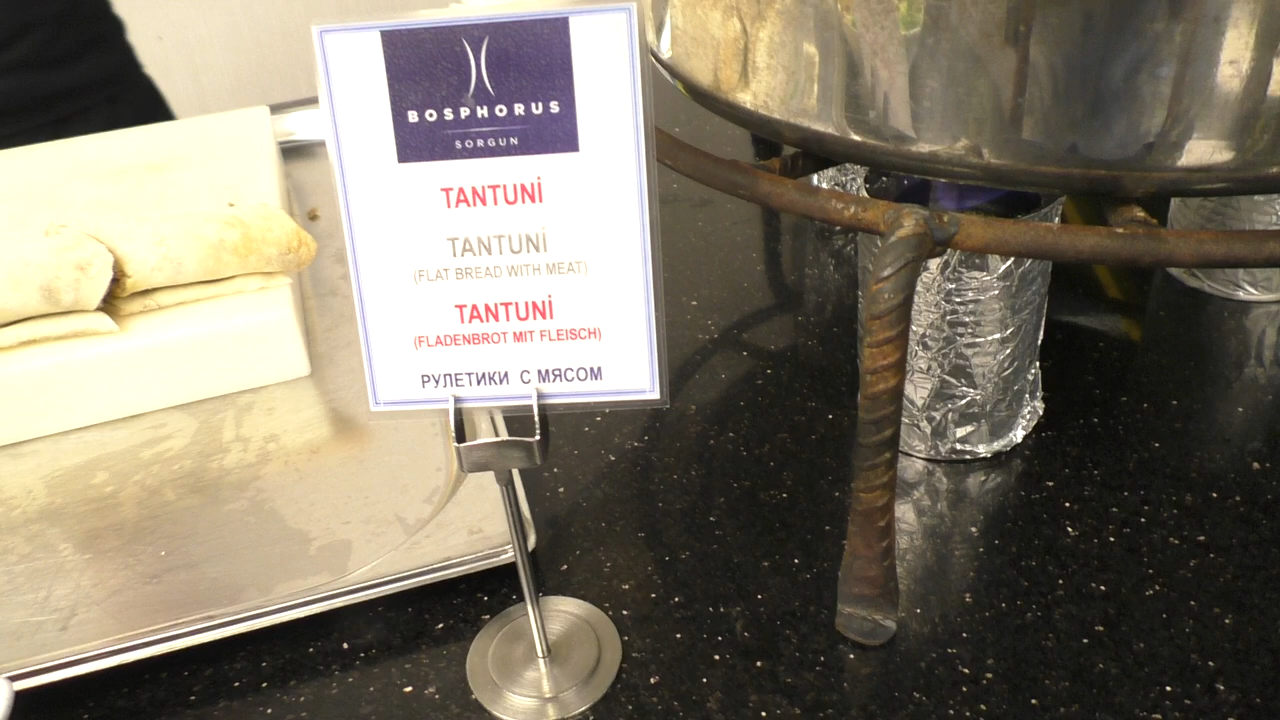 BOSPHORUS
SORGUN
TANTUNİ
TANTUNİ
(FLAT BREAD WITH MEAT)
TANTUNİ
(FLADENBROT MIT FLEISCH)
РУЛЕТИКИ С МЯСОМ